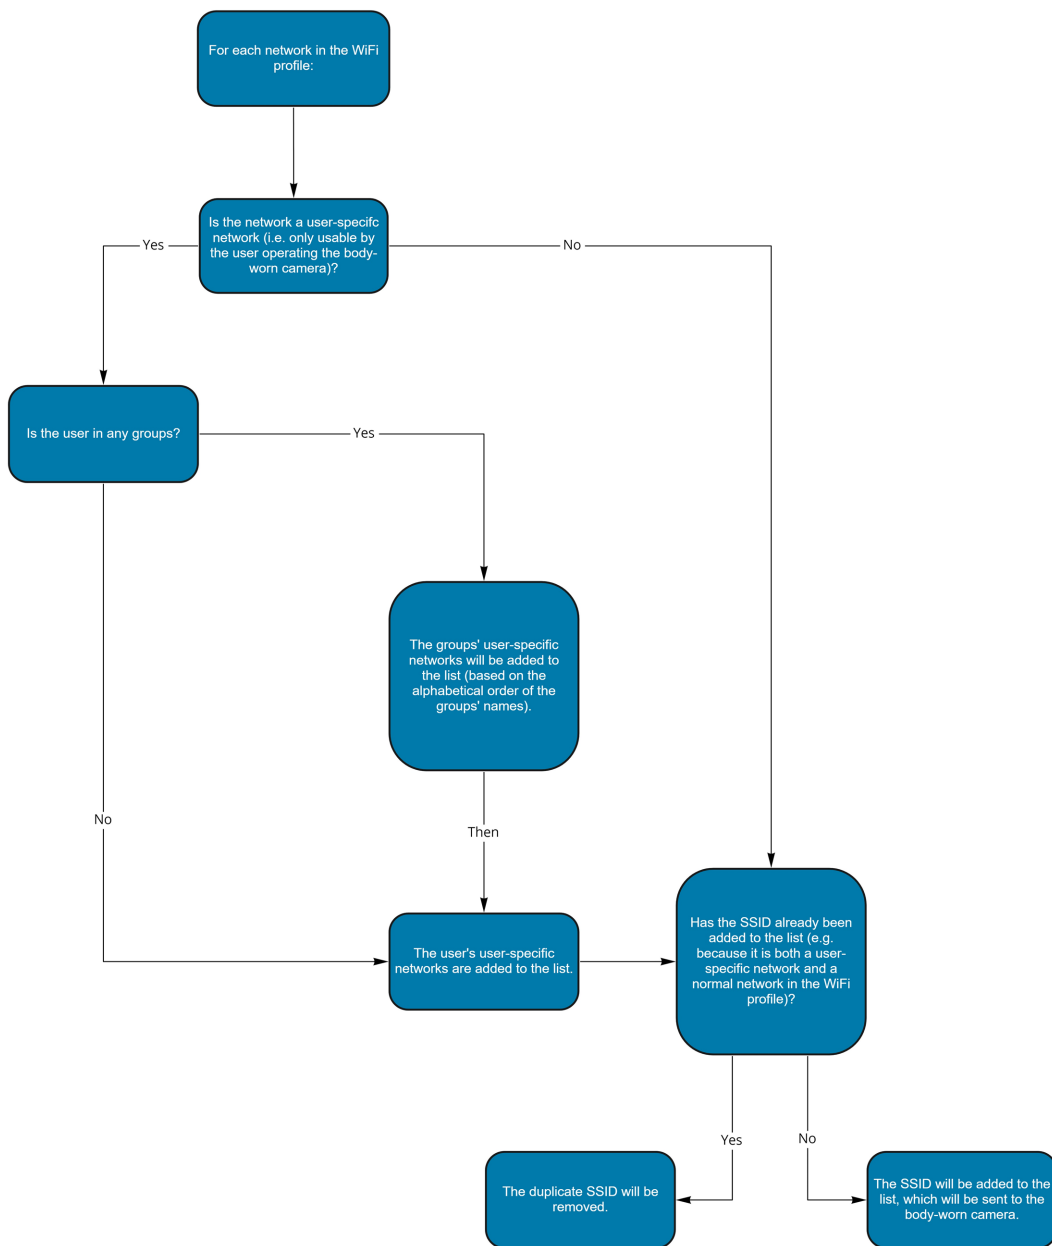 For each network in the WiFi
profile:
Is the network a user-specifc
network (i.e. only usable by
the user operating the body-
worn camera)?
Yes
No
Is the user in any groups?
Yes
The groups' user-specific
networks will be added to
the list (based on the
alphabetical order of the
groups' names).
No
Then
The user's user-specific
networks are added to the list.
Has the SSID already been
added to the list (e.g.
because it is both a user-
specific network and a
normal network in the WiFi
profile)?
Yes
No
The duplicate SSID will be
removed.
The SSID will be added to the
list, which will be sent to the
body-worn camera.